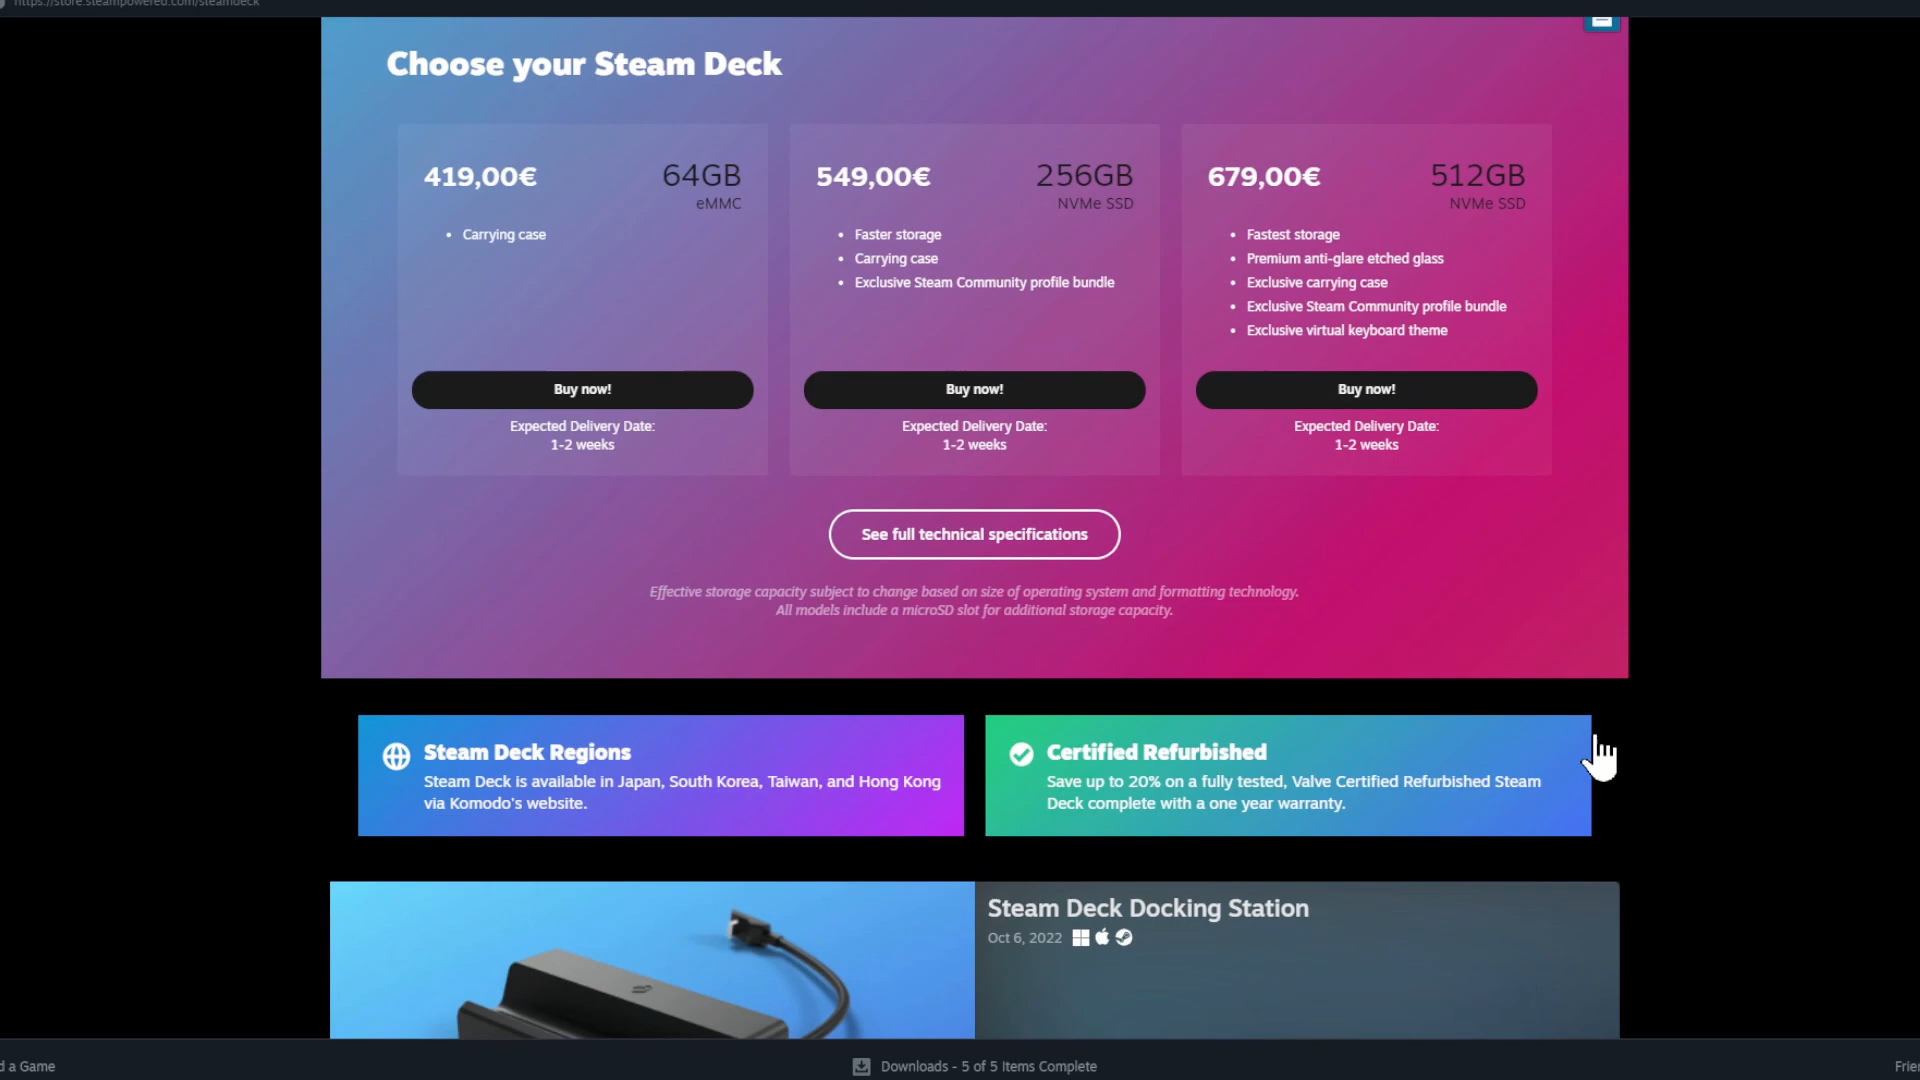 https://store.steampowered.com/steamdeck
Choose your Steam Deck
419,00€
64GB
eMMC
• Carrying case
Buy now!
Expected Delivery Date:
1-2 weeks
549,00€
256GB
NVMe SSD
• Faster storage
• Carrying case
• Exclusive Steam Community profile bundle
Buy now!
Expected Delivery Date:
1-2 weeks
679,00€
512GB
NVMe SSD
• Fastest storage
• Premium anti-glare etched glass
• Exclusive carrying case
• Exclusive Steam Community profile bundle
• Exclusive virtual keyboard theme
Buy now!
Expected Delivery Date:
1-2 weeks
See full technical specifications
Effective storage capacity subject to change based on size of operating system and formatting technology.
All models include a microSD slot for additional storage capacity.
Steam Deck Regions
Steam Deck is available in Japan, South Korea, Taiwan, and Hong Kong
via Komodo's website.
Certified Refurbished
Save up to 20% on a fully tested, Valve Certified Refurbished Steam
Deck complete with a one year warranty.
Steam Deck Docking Station
Oct 6, 2022
d a Game
Downloads - 5 of 5 Items Complete
Frie